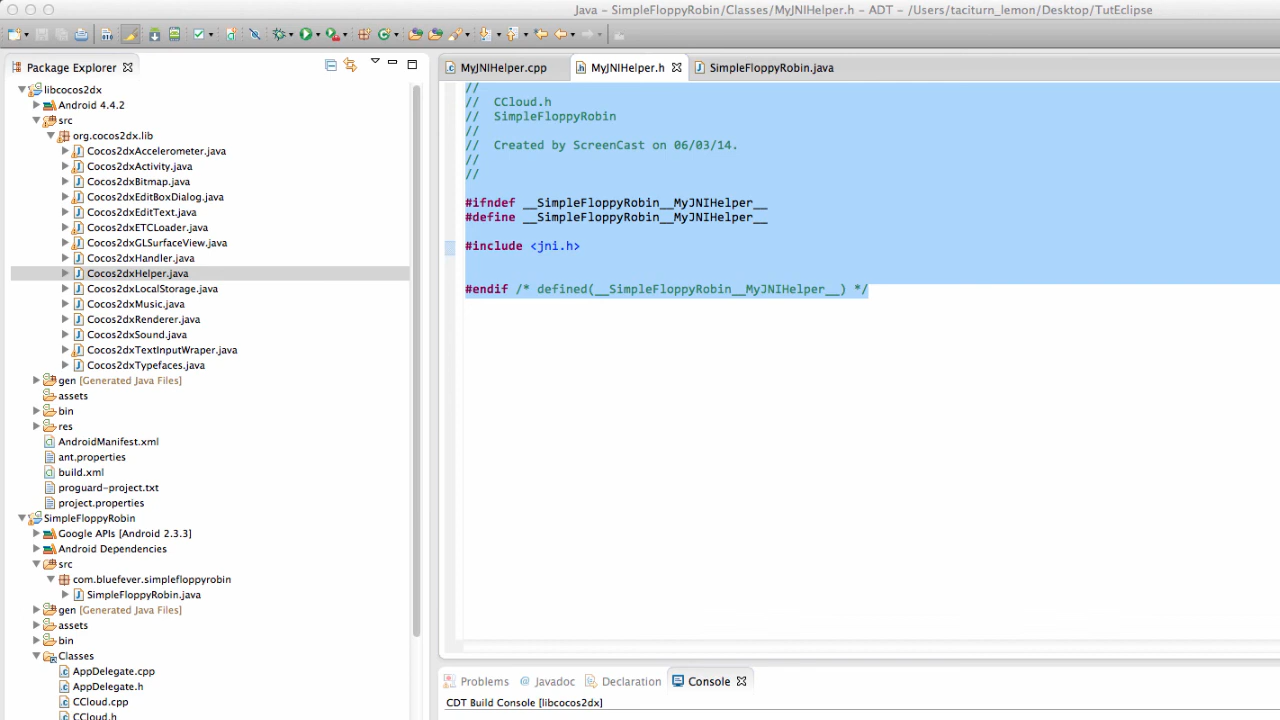 Java - SimpleFloppyRobin/Classes/MyJNIHelper.h - ADT - /Users/taciturn_lemon/Desktop/TutEclipse
Package Explorer
libcocos2dx
Android 4.4.2
src
org.cocos2dx.lib
Cocos2dxAccelerometer.java
Cocos2dxActivity.java
Cocos2dxBitmap.java
Cocos2dxEditBoxDialog.java
Cocos2dxEditText.java
Cocos2dxETCLoader.java
Cocos2dxGLSurfaceView.java
Cocos2dxHandler.java
Cocos2dxHelper.java
Cocos2dxLocalStorage.java
Cocos2dxMusic.java
Cocos2dxRenderer.java
Cocos2dxSound.java
Cocos2dxTextInputWraper.java
Cocos2dxTypefaces.java
gen [Generated Java Files]
assets
bin
res
AndroidManifest.xml
ant.properties
build.xml
proguard-project.txt
project.properties
SimpleFloppyRobin
Google APIs [Android 2.3.3]
Android Dependencies
src
com.bluefever.simplefloppyrobin
SimpleFloppyRobin.java
gen [Generated Java Files]
assets
bin
Classes
AppDelegate.cpp
AppDelegate.h
CCloud.cpp
CCloud.h
MyJNIHelper.cpp MyJNIHelper.h SimpleFloppyRobin.java
//
// CCloud.h
// SimpleFloppyRobin
//
// Created by ScreenCast on 06/03/14.
//
//
#ifndef __SimpleFloppyRobin__MyJNIHelper__
#define __SimpleFloppyRobin__MyJNIHelper__
#include <jni.h>
#endif /* defined(__SimpleFloppyRobin__MyJNIHelper__) */
Problems @ Javadoc Declaration Console
CDT Build Console [libcocos2dx]